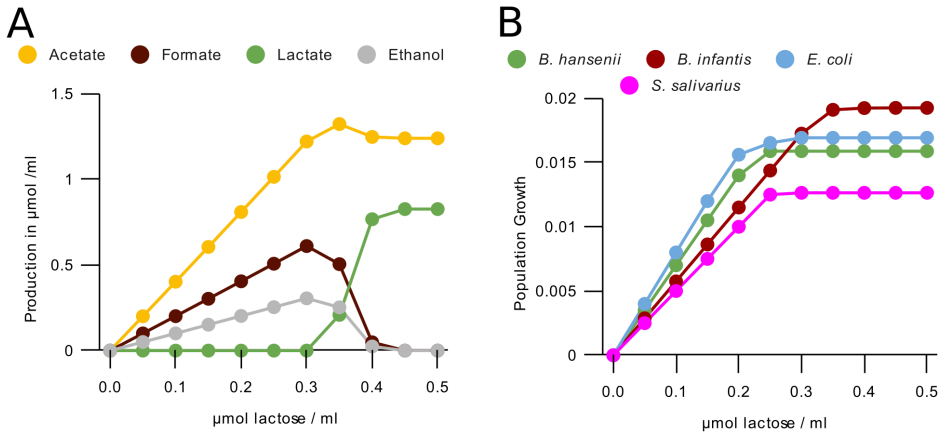 A
Acetate Formate Lactate Ethanol
1.5
1
0.5
0
Production in µmol /ml
0.0 0.1 0.2 0.3 0.4 0.5
µmol lactose / ml
B
B. hansenii B. infantis E. coli
S. salivarius
0.02
0.015
0.01
0.005
0
Population Growth
0.0 0.1 0.2 0.3 0.4 0.5
µmol lactose / ml